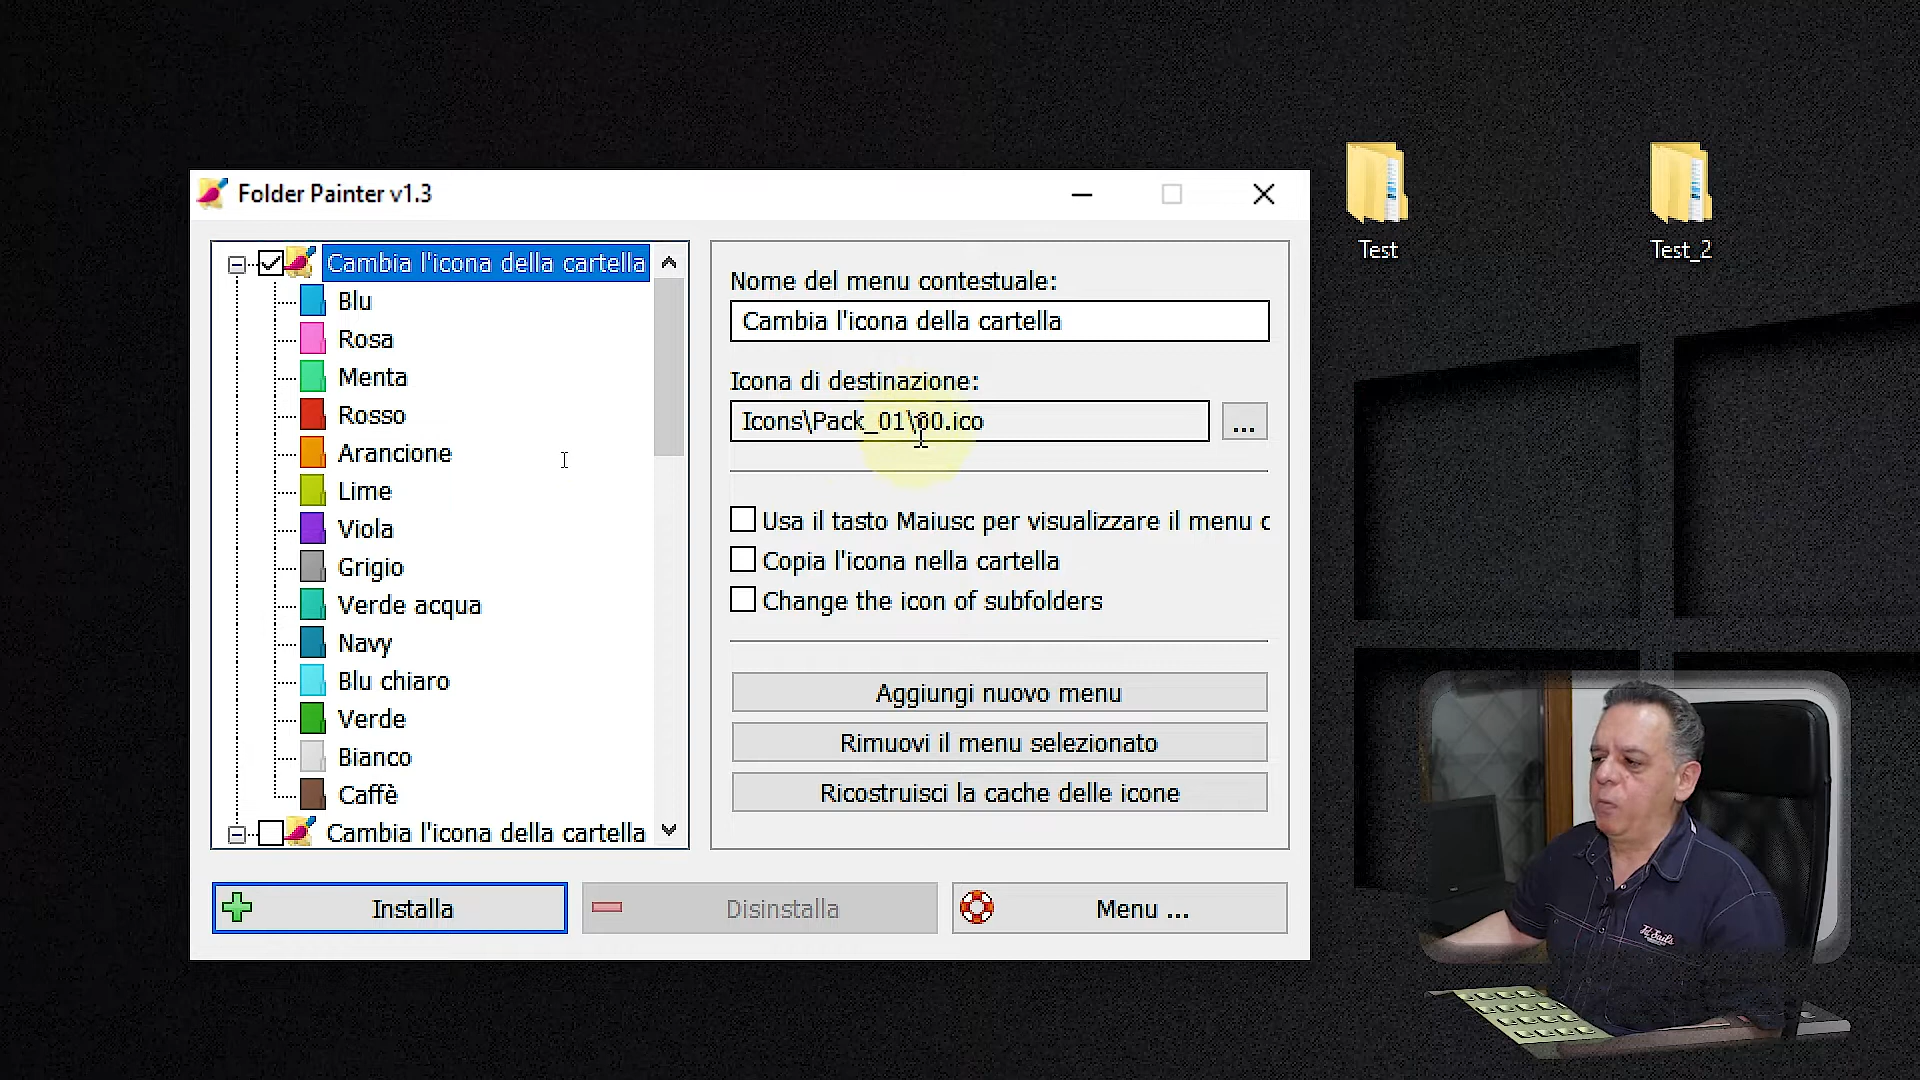 Folder Painter v1.3
Cambia l'icona della cartella
Blu
Rosa
Menta
Rosso
Arancione
Lime
Viola
Grigio
Verde acqua
Navy
Blu chiaro
Verde
Bianco
Caffè
Cambia l'icona della cartella
Nome del menu contestuale:
Cambia l'icona della cartella
Icona di destinazione:
Icons\Pack_01\00.ico
...
Usa il tasto Maiusc per visualizzare il menu c
Copia l'icona nella cartella
Change the icon of subfolders
Aggiungi nuovo menu
Rimuovi il menu selezionato
Ricostruisci la cache delle icone
Installa
Disinstalla
Menu ...
Test
Test_2